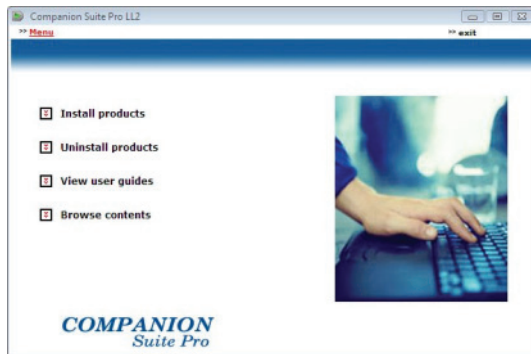 Companion Suite Pro LL2
>> Menu
>> exit
Install products
Uninstall products
View user guides
Browse contents
COMPANION
Suite Pro